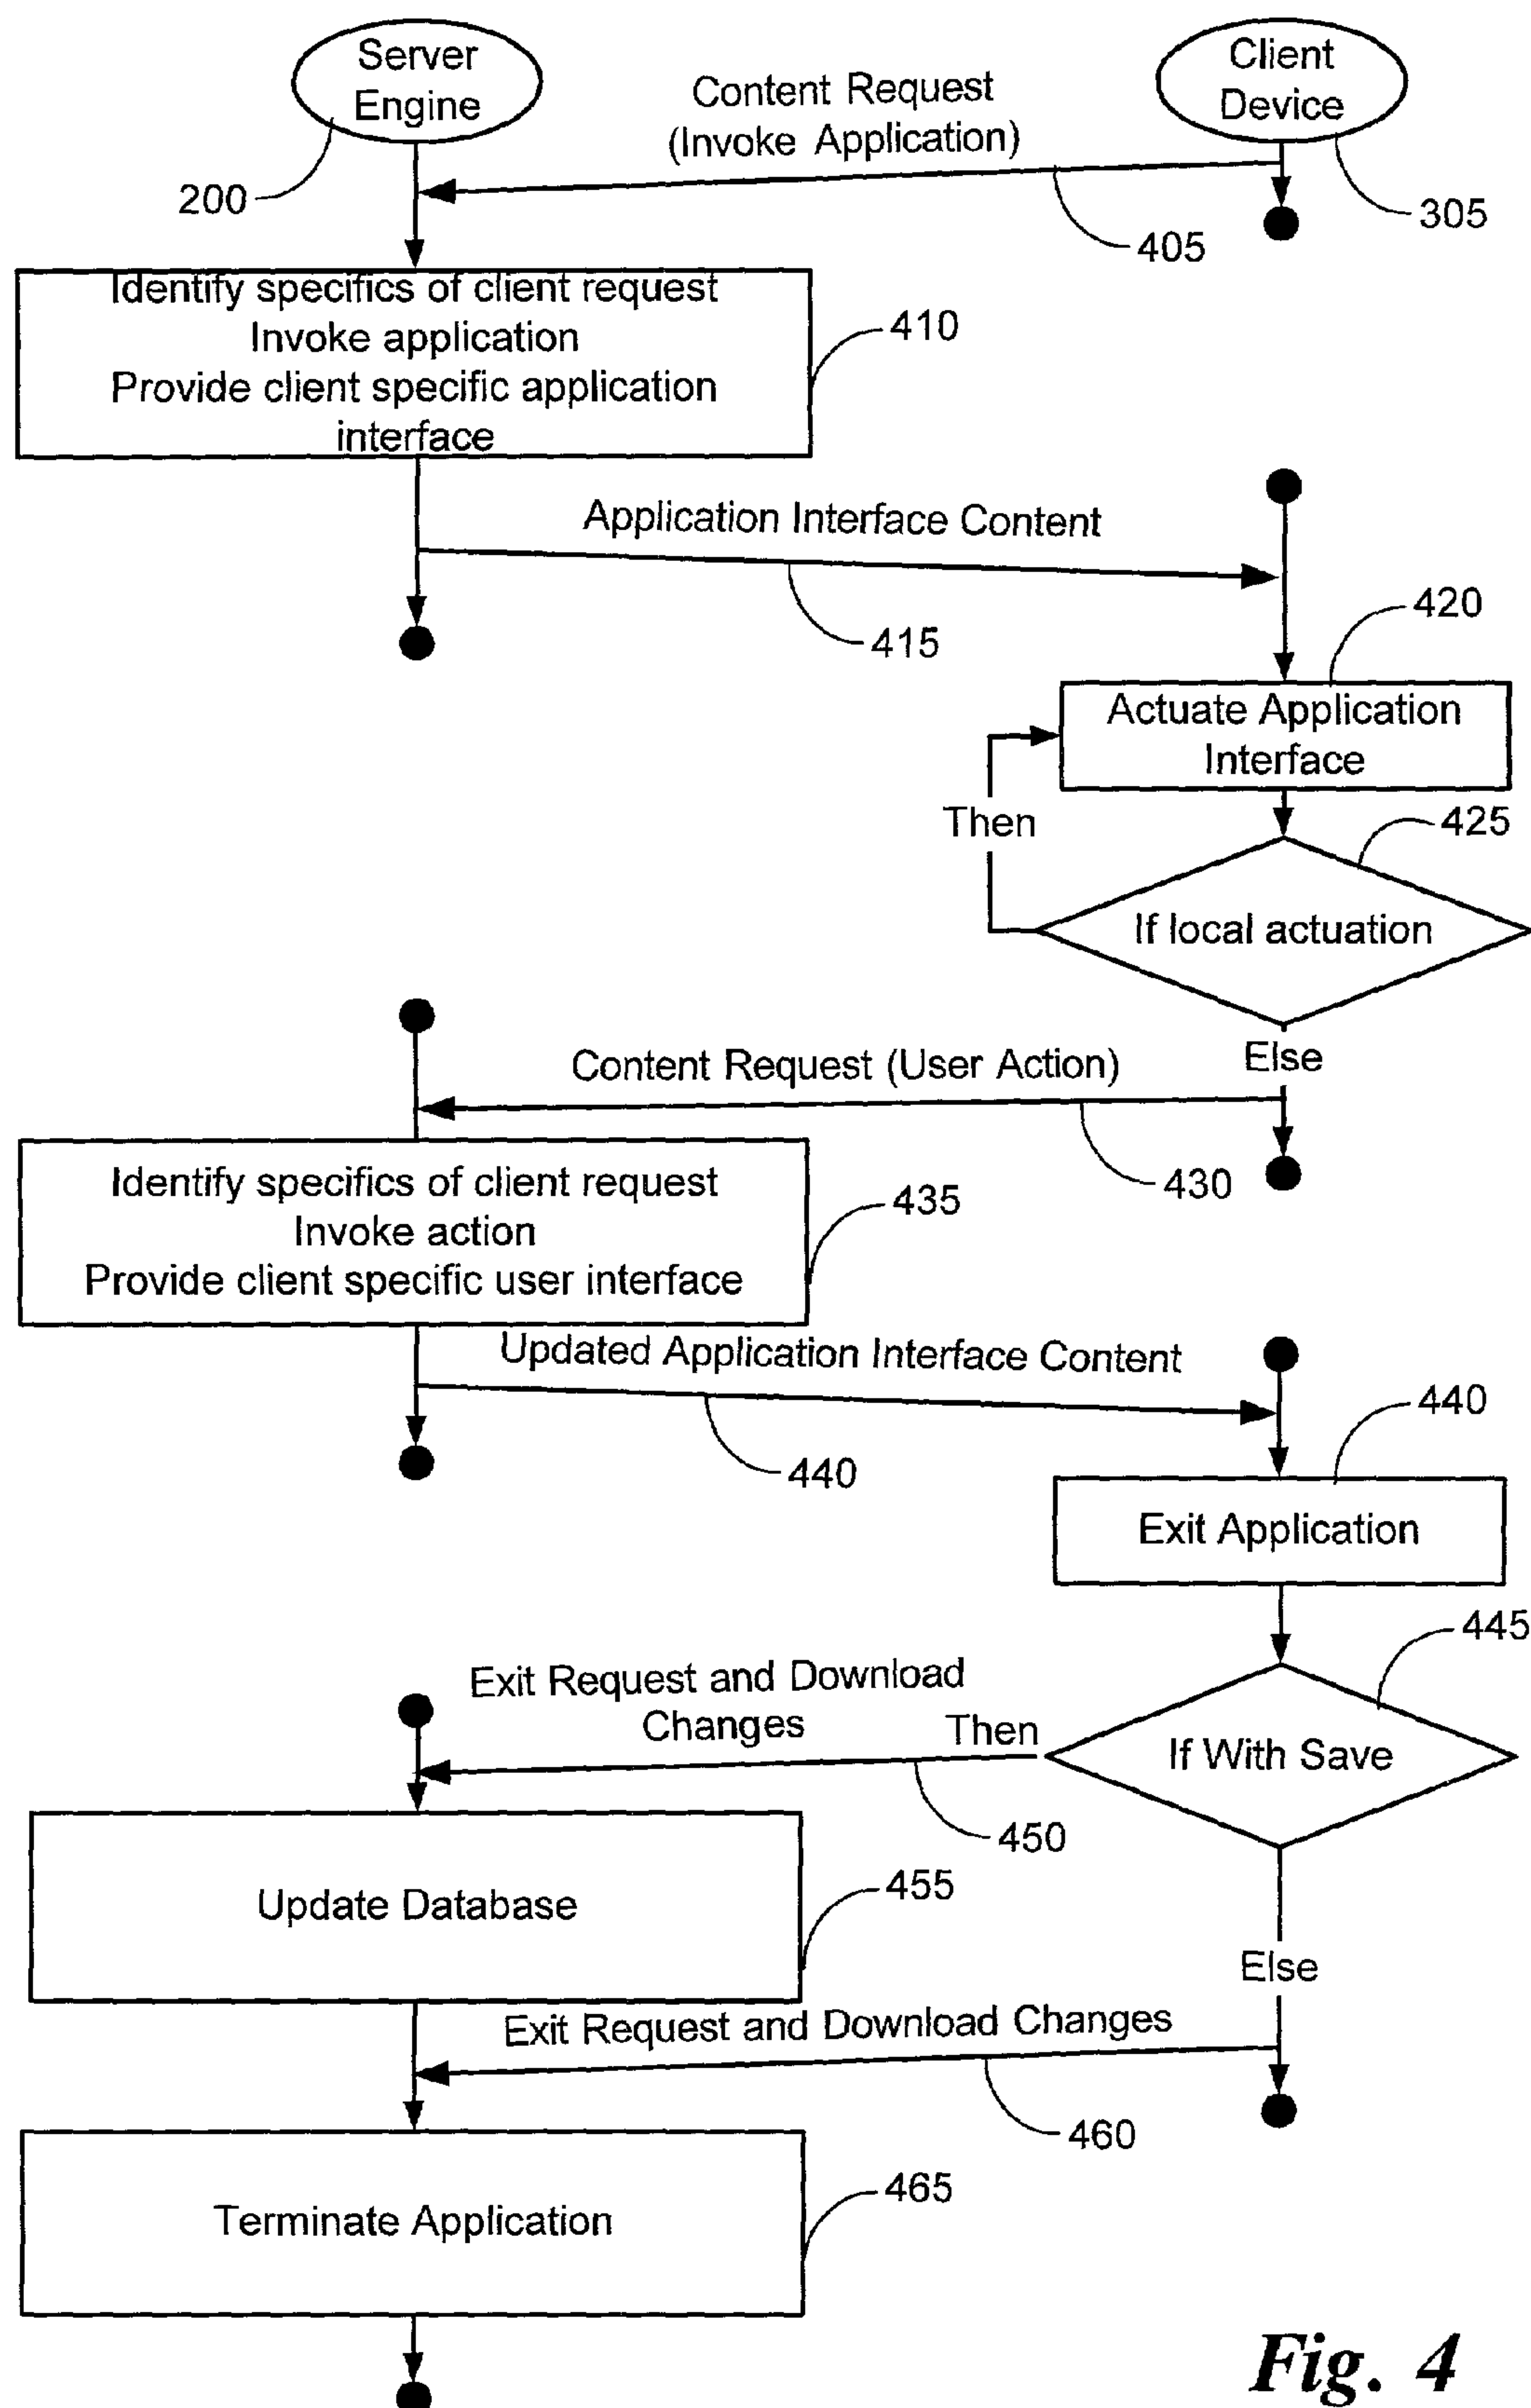 Server
Engine
Content Request
(Invoke Application)
Client
Device
200
405
305
Identify specifics of client request
Invoke application
Provide client specific application
interface
410
Application Interface Content
415
420
Actuate Application
Interface
Then
425
If local actuation
Else
Content Request (User Action)
430
Identify specifics of client request
Invoke action
Provide client specific user interface
435
Updated Application Interface Content
440
440
Exit Application
445
Exit Request and Download
Changes
Then
If With Save
450
Update Database
455
Else
Exit Request and Download Changes
460
Terminate Application
465
Fig. 4